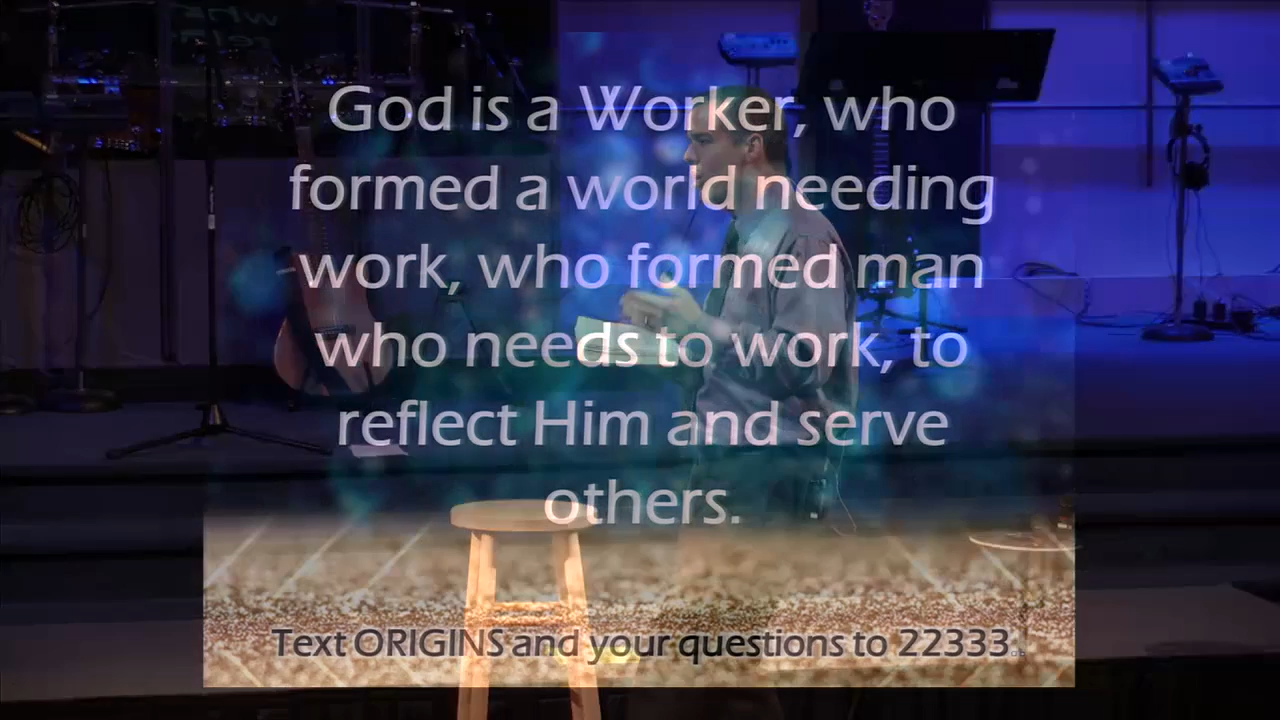 God is a Worker, who
formed a world needing
work, who formed man
who needs to work, to
reflect Him and serve
others.
Text ORIGINS and your questions to 22333.